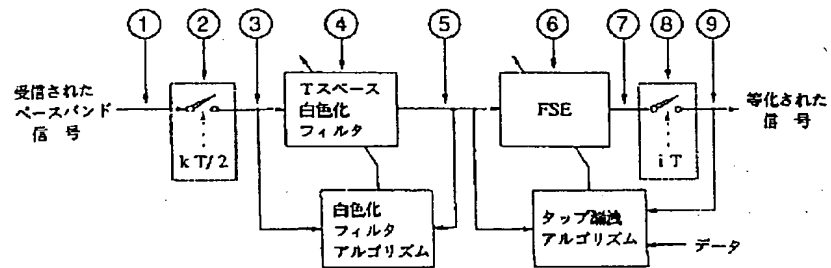 1
2
3
4
5
6
7
8
9
受信された
ベースバンド
信号
kT/2
Tスペース
白色化
フィルタ
FSE
iT
等化された
信号
白色化
フィルタ
アルゴリズム
タップ漏洩
アルゴリズム
データ